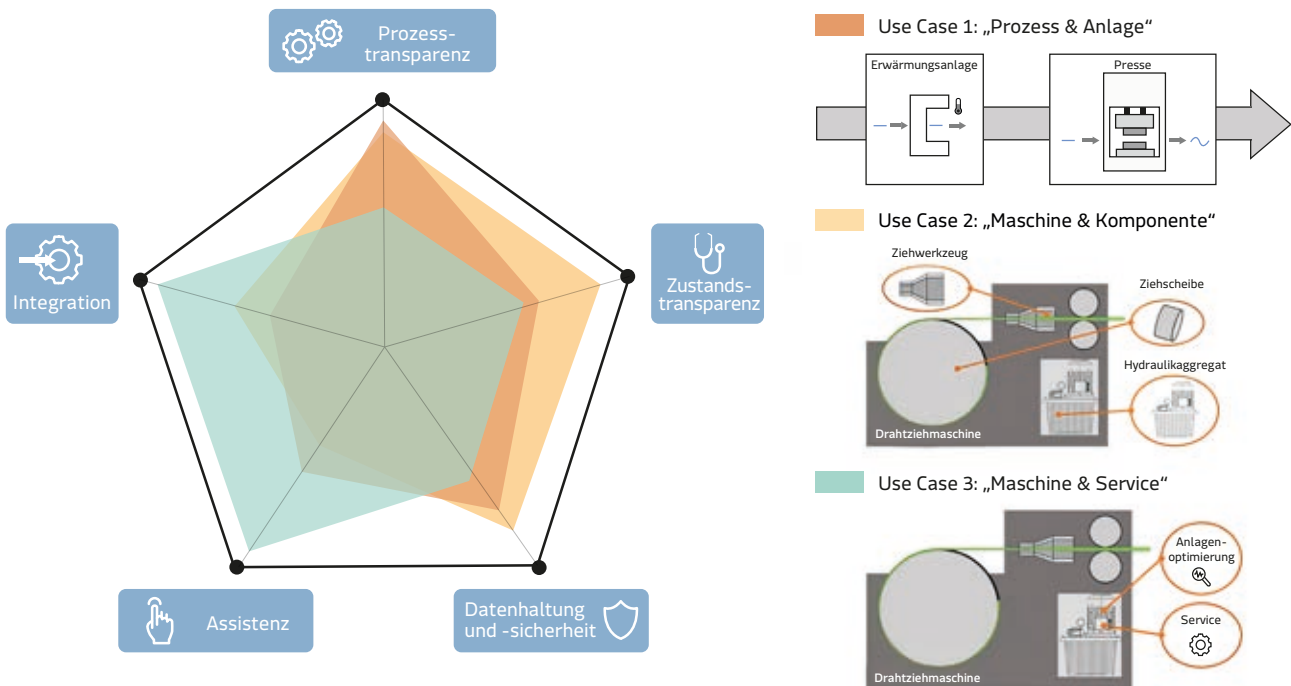 Prozess-
transparenz
Integration
Zustands-
transparenz
Assistenz
Datenhaltung
und -sicherheit
Use Case 1: „Prozess & Anlage“
Erwärmungsanlage
Presse
Use Case 2: „Maschine & Komponente“
Ziehwerkzeug
Ziehscheibe
Hydraulikaggregat
Drahtziehmaschine
Use Case 3: „Maschine & Service“
Anlagen-
optimierung
Service
Drahtziehmaschine